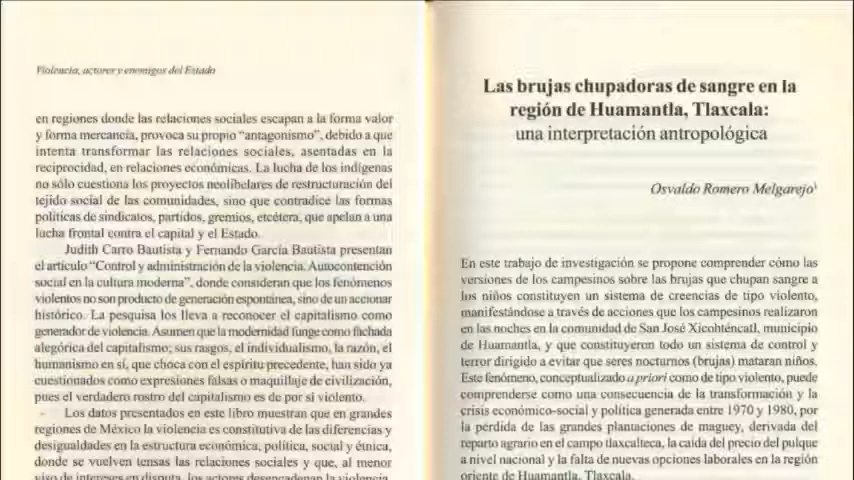 Violencia, actores y enemigos del Estado
en regiones donde las relaciones sociales escapan a la forma valor
y forma mercancía, provoca su propio “antagonismo”, debido a que
intenta transformar las relaciones sociales, asentadas en la
reciprocidad, en relaciones económicas. La lucha de los indígenas
no sólo cuestiona los proyectos neolibelares de restructuración del
tejido social de las comunidades, sino que contradice las formas
políticas de sindicatos, partidos, gremios, etcétera, que apelan a una
lucha frontal contra el capital y el Estado.
Judith Carro Bautista y Fernando García Bautista presentan
el artículo “Control y administración de la violencia. Autocontención
social en la cultura moderna”, donde consideran que los fenómenos
violentos no son producto de generación espontánea, sino de un accionar
histórico. La pesquisa los lleva a reconocer el capitalismo como
generador de violencia. Asumen que la modernidad funge como fachada
alegórica del capitalismo; sus rasgos, el individualismo, la razón, el
humanismo en sí, que choca con el espíritu precedente, han sido ya
cuestionados como expresiones falsas o maquillaje de civilización,
pues el verdadero rostro del capitalismo es de por sí violento.
Los datos presentados en este libro muestran que en grandes
regiones de México la violencia es constitutiva de las diferencias y
desigualdades en la estructura económica, política, social y étnica,
donde se vuelven tensas las relaciones sociales y que, al menor
viso de intereses en disputa, los actores desencadenan la violencia.
Las brujas chupadoras de sangre en la
región de Huamantla, Tlaxcala:
una interpretación antropológica
Osvaldo Romero Melgarejo¹
En este trabajo de investigación se propone comprender cómo las
versiones de los campesinos sobre las brujas que chupan sangre a
los niños constituyen un sistema de creencias de tipo violento,
manifestándose a través de acciones que los campesinos realizaron
en las noches en la comunidad de San José Xicohténcatl, municipio
de Huamantla, y que constituyeron todo un sistema de control y
terror dirigido a evitar que seres nocturnos (brujas) mataran niños.
Este fenómeno, conceptualizado a priori como de tipo violento, puede
comprenderse como una consecuencia de la transformación y la
crisis económico-social y política generada entre 1970 y 1980, por
la pérdida de las grandes plantaciones de maguey, derivada del
reparto agrario en el campo tlaxcalteca, la caída del precio del pulque
a nivel nacional y la falta de nuevas opciones laborales en la región
oriente de Huamantla, Tlaxcala.